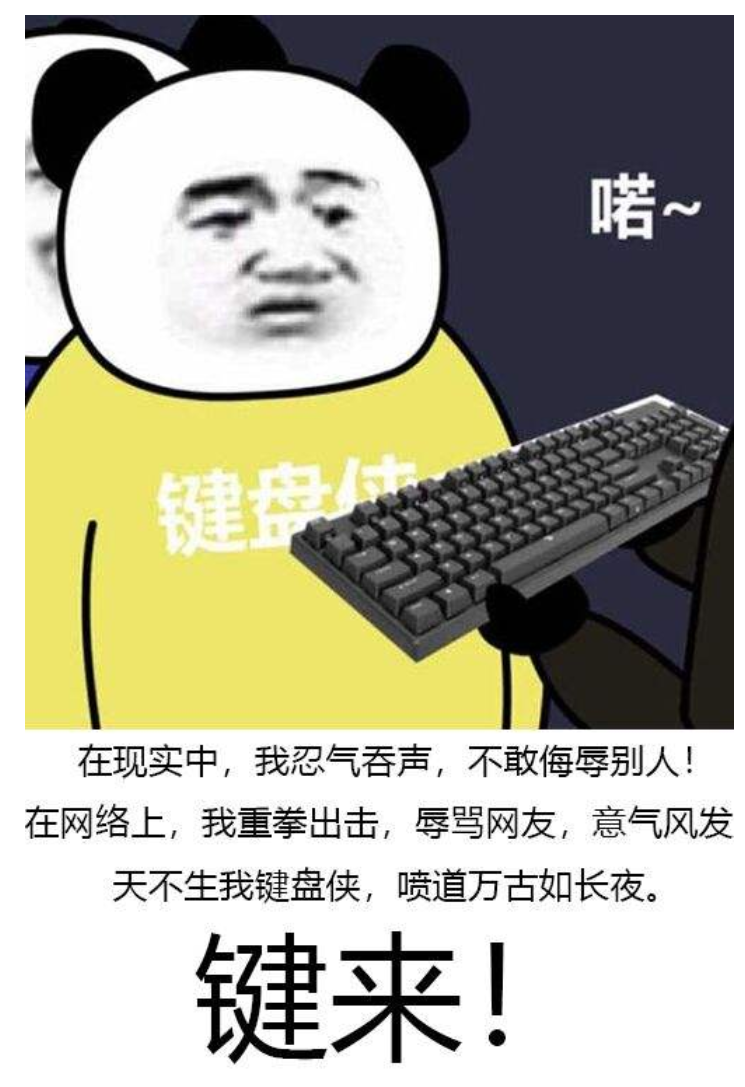 喏~
键盘侠
在现实中，我忍气吞声，不敢侮辱别人！
在网络上，我重拳出击，辱骂网友，意气风发
天不生我键盘侠，喷道万古如长夜。
键来！